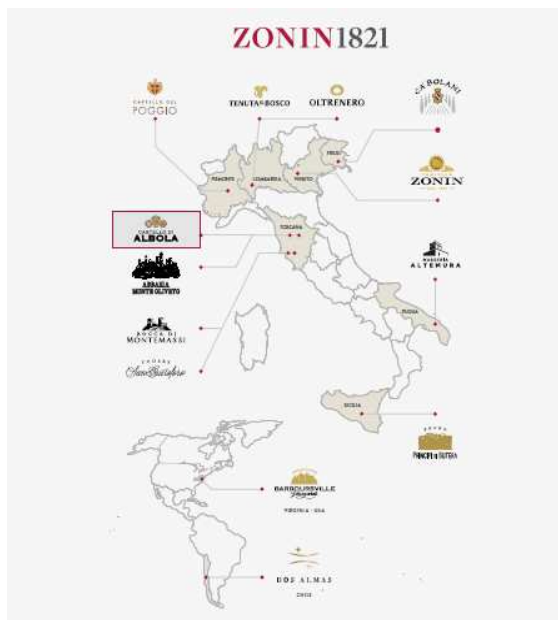 ZONIN1821
CASTELLO DEL
POGGIO
TENUTA IL BOSCO
OLTRENERO
CA' BOLANI
FRIULI
PIEMONTE
LOMBARDIA
VENETO
ZONIN
CASTELLO DI
ALBOLA
TOSCANA
ABBAZIA
MONTE OLIVETO
MASSERIA
ALTEMURA
ROCCA DI
MONTEMASSI
PUGLIA
SICILIA
PRINCIPI DI BUTERA
BARBOURSVILLE
Vineyards
VIRGINIA - USA
DOS ALMAS
CHILE